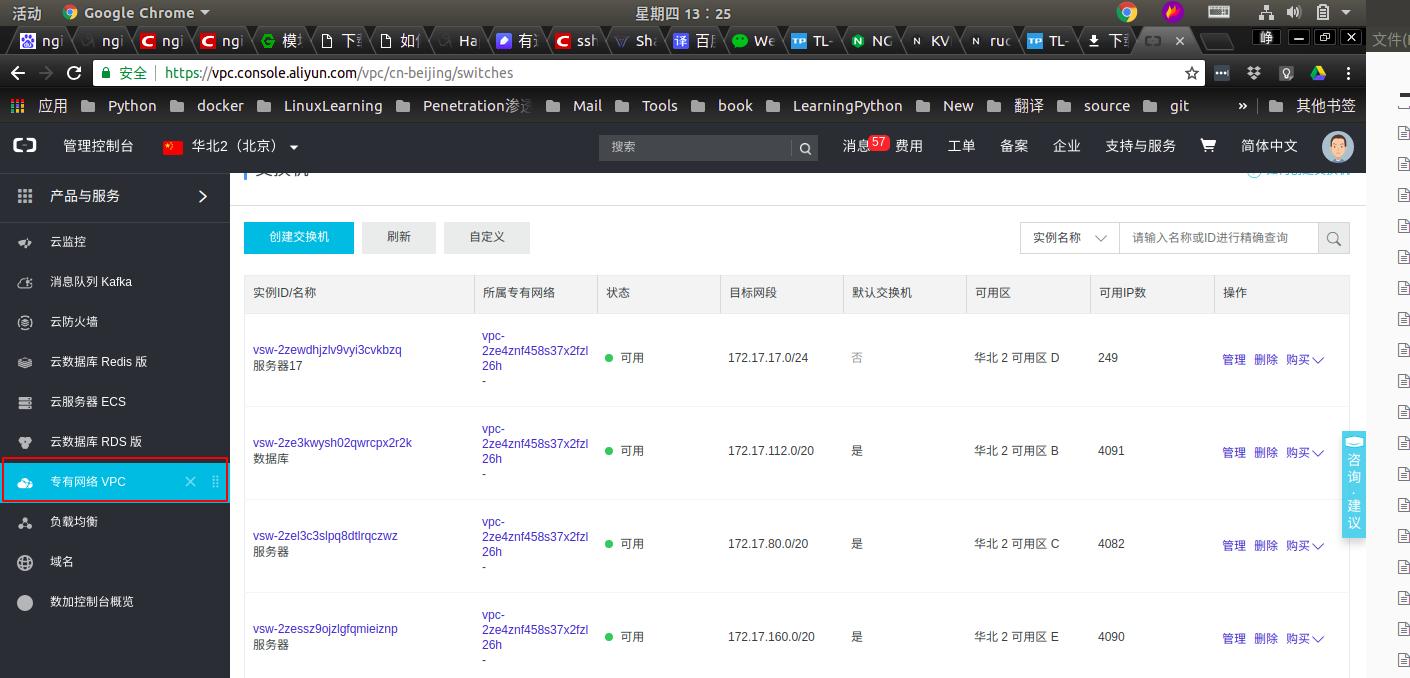 活动 Google Chrome 星期四 13：25
ngi ngi ngi ngi 模 下 如 Ha 有 ssh Sha 百 We TL- NG KV ruc TL- 下 峥
文件
安全 https://vpc.console.aliyun.com/vpc/cn-beijing/switches
应用 Python docker LinuxLearning Penetration渗 Mail Tools book LearningPython New 翻译 source git » 其他书签
管理控制台 华北2（北京） 搜索 消息 57 费用 工单 备案 企业 支持与服务 简体中文
产品与服务
云监控
消息队列 Kafka
云防火墙
云数据库 Redis 版
云服务器 ECS
云数据库 RDS 版
专有网络 VPC
负载均衡
域名
数加控制台概览
交换机
创建交换机 刷新 自定义 实例名称 请输入名称或ID进行精确查询
实例ID/名称 所属专有网络 状态 目标网段 默认交换机 可用区 可用IP数 操作
vsw-2zewdhjzlv9vyi3cvkbzq
服务器17
vpc-
2ze4znf458s37x2fzl
26h
-
可用 172.17.17.0/24 否 华北 2 可用区 D 249 管理 删除 购买
vsw-2ze3kwysh02qwrcpx2r2k
数据库
vpc-
2ze4znf458s37x2fzl
26h
-
可用 172.17.112.0/20 是 华北 2 可用区 B 4091 管理 删除 购买
vsw-2zel3c3slpq8dtlrqczwz
服务器
vpc-
2ze4znf458s37x2fzl
26h
-
可用 172.17.80.0/20 是 华北 2 可用区 C 4082 管理 删除 购买
vsw-2zessz9ojzlgfqmieiznp
服务器
vpc-
2ze4znf458s37x2fzl
26h
-
可用 172.17.160.0/20 是 华北 2 可用区 E 4090 管理 删除 购买
咨询·建议